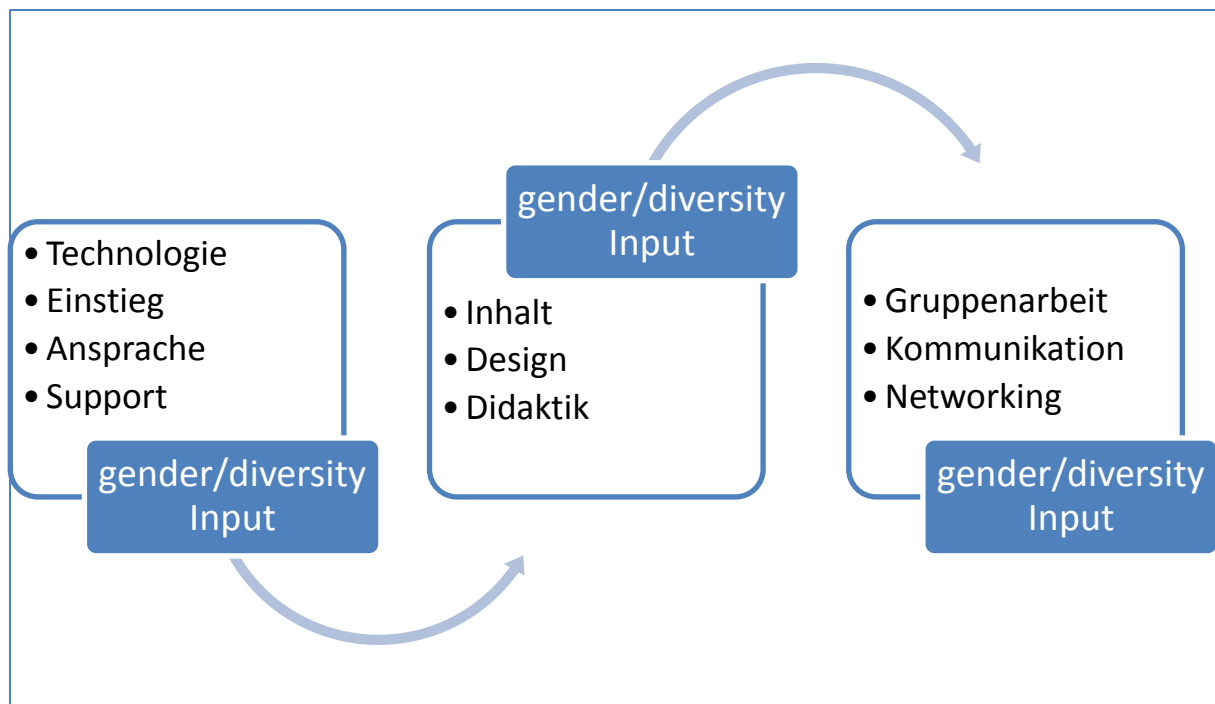 • Technologie
• Einstieg
• Ansprache
• Support
gender/diversity
Input
gender/diversity
Input
• Inhalt
• Design
• Didaktik
• Gruppenarbeit
• Kommunikation
• Networking
gender/diversity
Input